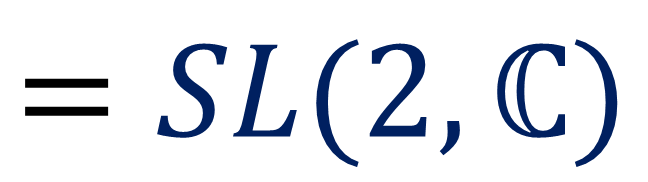 = SL(2, ℂ)